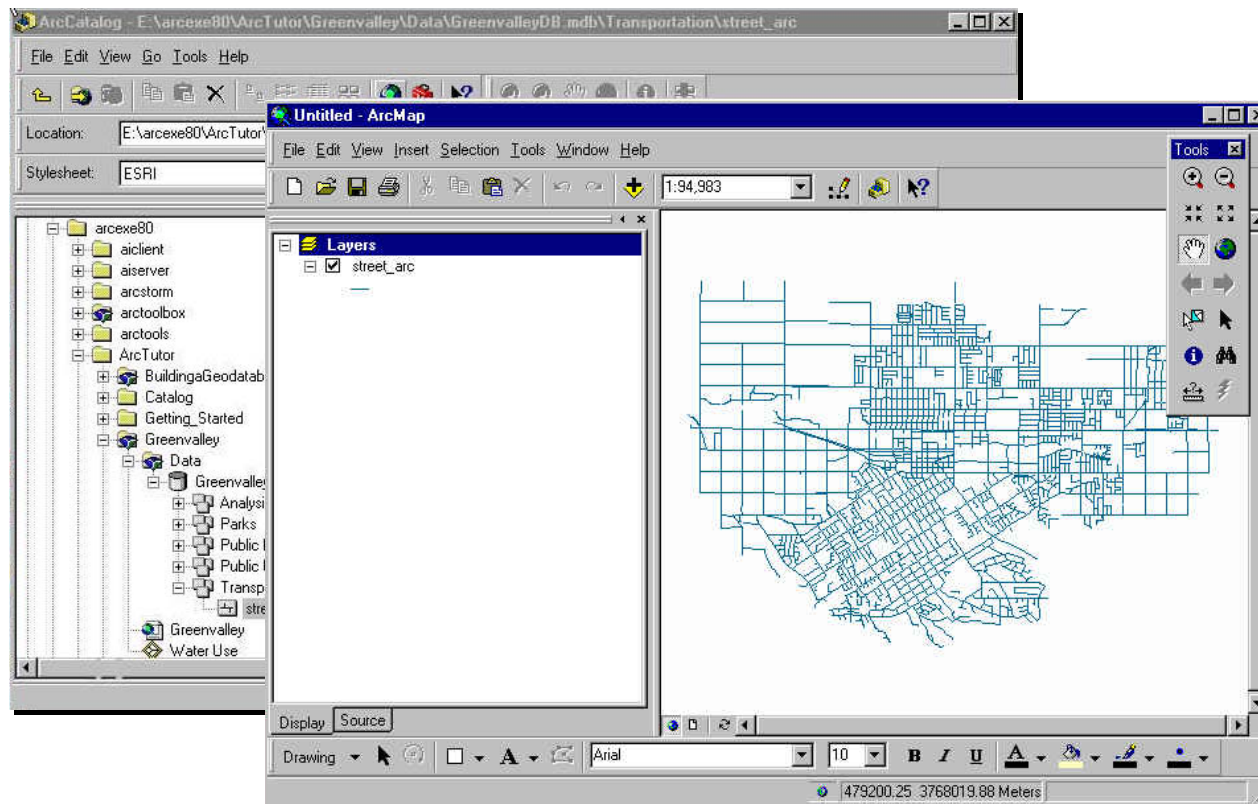 ArcCatalog - E:\arcexe80\ArcTutor\Greenvalley\Data\GreenvalleyDB.mdb\Transportation\street_arc
File Edit View Go Tools Help
Location: E:\arcexe80\ArcTutor\
Stylesheet: ESRI
arcexe80
aiclient
aiserver
arcstorm
arctoolbox
arctools
ArcTutor
BuildingaGeodatab
Catalog
Getting_Started
Greenvalley
Data
Greenvalley
Analysi
Parks
Public
Public
Transp
stre
Greenvalley
Water Use
Untitled - ArcMap
File Edit View Insert Selection Tools Window Help
1:94,983
Layers
street_arc
Tools
Display Source
Drawing A Arial 10 B I U A
479200.25 3768019.88 Meters